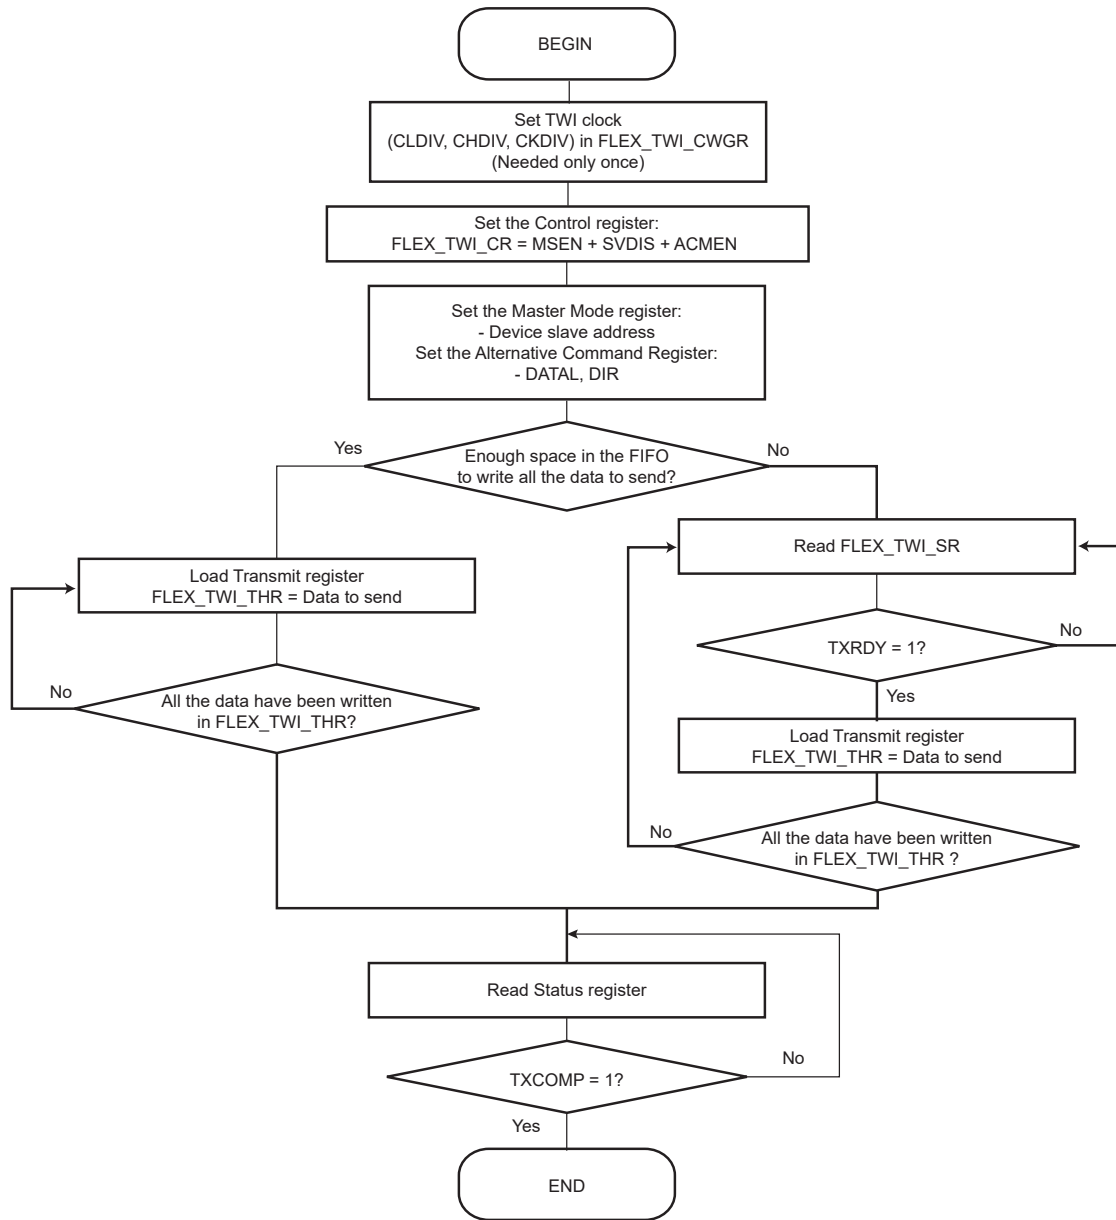 BEGIN
Set TWI clock
(CLDIV, CHDIV, CKDIV) in FLEX_TWI_CWGR
(Needed only once)
Set the Control register:
FLEX_TWI_CR = MSEN + SVDIS + ACMEN
Set the Master Mode register:
- Device slave address
Set the Alternative Command Register:
- DATAL, DIR
Yes
Enough space in the FIFO
to write all the data to send?
No
Load Transmit register
FLEX_TWI_THR = Data to send
No
All the data have been written
in FLEX_TWI_THR?
Read FLEX_TWI_SR
TXRDY = 1?
No
Yes
Load Transmit register
FLEX_TWI_THR = Data to send
No
All the data have been written
in FLEX_TWI_THR ?
Read Status register
TXCOMP = 1?
No
Yes
END